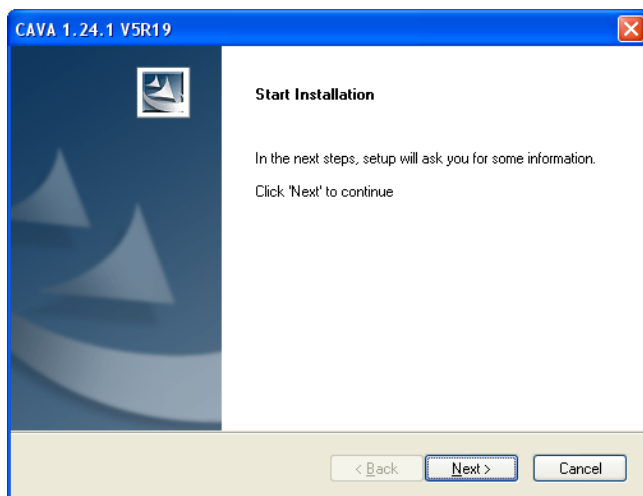 CAVA 1.24.1 V5R19
Start Installation
In the next steps, setup will ask you for some information.
Click 'Next' to continue
< Back
Next >
Cancel